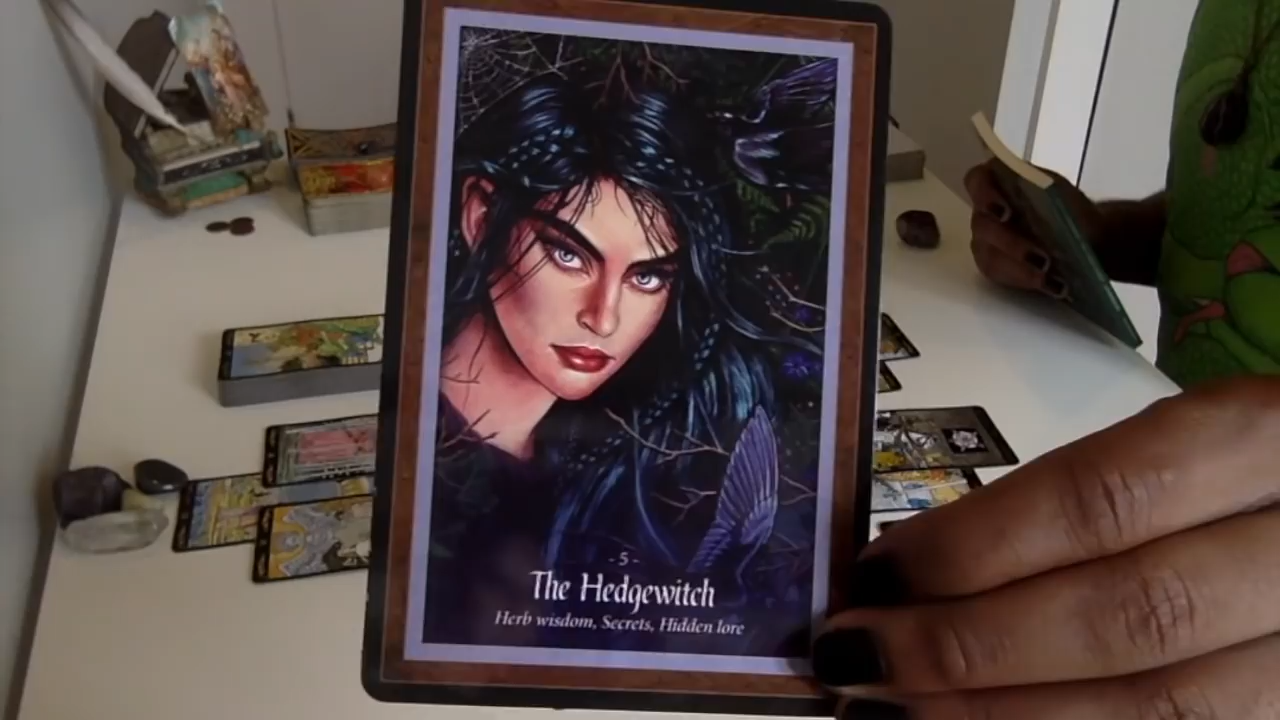 - 5 -
The Hedgewitch
Herb wisdom, Secrets, Hidden lore